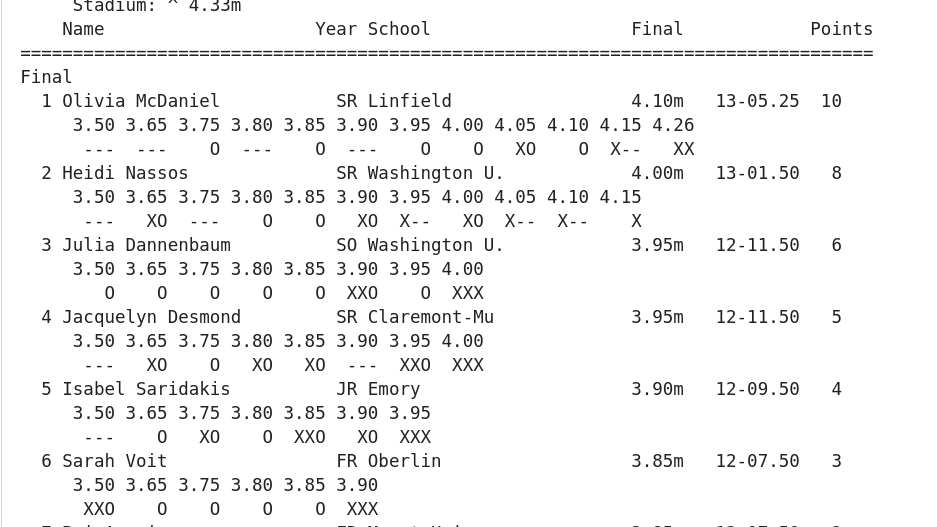 Stadium: ^ 4.33m
Name Year School Final Points
=================================================================================
Final
1 Olivia McDaniel SR Linfield 4.10m 13-05.25 10
3.50 3.65 3.75 3.80 3.85 3.90 3.95 4.00 4.05 4.10 4.15 4.26
--- --- O --- O --- O O XO O X-- XX
2 Heidi Nassos SR Washington U. 4.00m 13-01.50 8
3.50 3.65 3.75 3.80 3.85 3.90 3.95 4.00 4.05 4.10 4.15
--- XO --- O O XO X-- XO X-- X-- X
3 Julia Dannenbaum SO Washington U. 3.95m 12-11.50 6
3.50 3.65 3.75 3.80 3.85 3.90 3.95 4.00
O O O O O XXO O XXX
4 Jacquelyn Desmond SR Claremont-Mu 3.95m 12-11.50 5
3.50 3.65 3.75 3.80 3.85 3.90 3.95 4.00
--- XO O XO XO --- XXO XXX
5 Isabel Saridakis JR Emory 3.90m 12-09.50 4
3.50 3.65 3.75 3.80 3.85 3.90 3.95
--- O XO O XXO XO XXX
6 Sarah Voit FR Oberlin 3.85m 12-07.50 3
3.50 3.65 3.75 3.80 3.85 3.90
XXO O O O O XXX